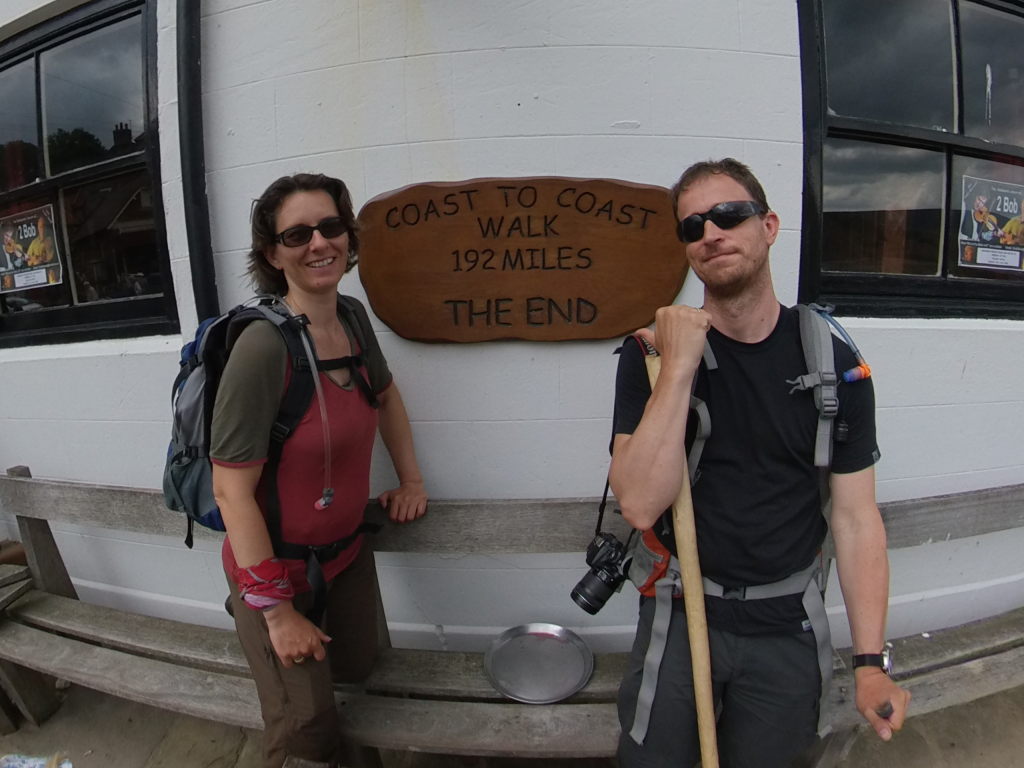 COAST TO COAST
WALK
192 MILES
THE END
2 Bob
2 Bob